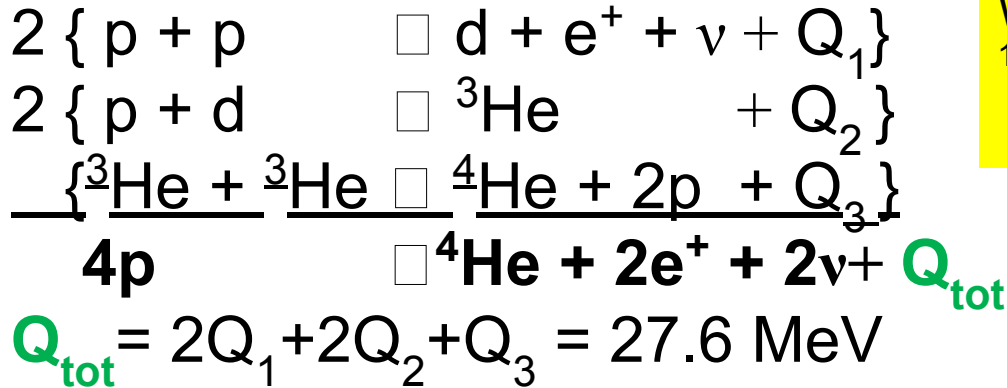 2 { p + p □ d + e⁺ + ν + Q₁}
2 { p + d □ ³He + Q₂ }
{³He + ³He □ ⁴He + 2p + Q₃}
4p □ ⁴He + 2e⁺ + 2ν+ Q_tot
Q_tot = 2Q₁+2Q₂+Q₃ = 27.6 MeV